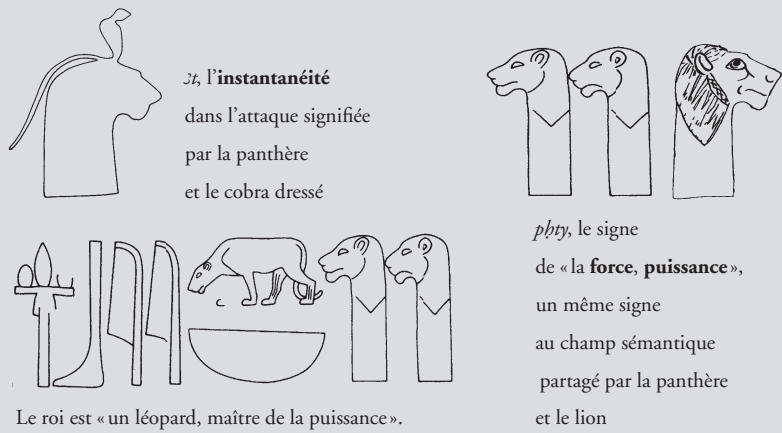 ꜣt, l’instantanéité
dans l’attaque signifiée
par la panthère
et le cobra dressé
pḥty, le signe
de « la force, puissance »,
un même signe
au champ sémantique
partagé par la panthère
et le lion
Le roi est « un léopard, maître de la puissance ».